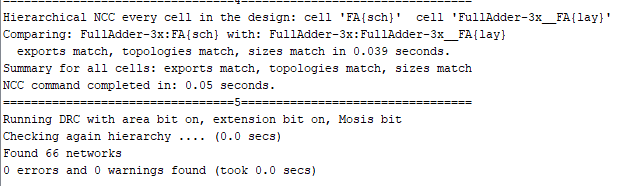 Hierarchical NCC every cell in the design: cell 'FA{sch}'  cell 'FullAdder-3x__FA{lay}'
Comparing: FullAdder-3x:FA{sch} with: FullAdder-3x:FullAdder-3x__FA{lay}
  exports match, topologies match, sizes match in 0.039 seconds.
Summary for all cells: exports match, topologies match, sizes match
NCC command completed in: 0.05 seconds.
=================================5=================================
Running DRC with area bit on, extension bit on, Mosis bit
Checking again hierarchy .... (0.0 secs)
Found 66 networks
0 errors and 0 warnings found (took 0.0 secs)